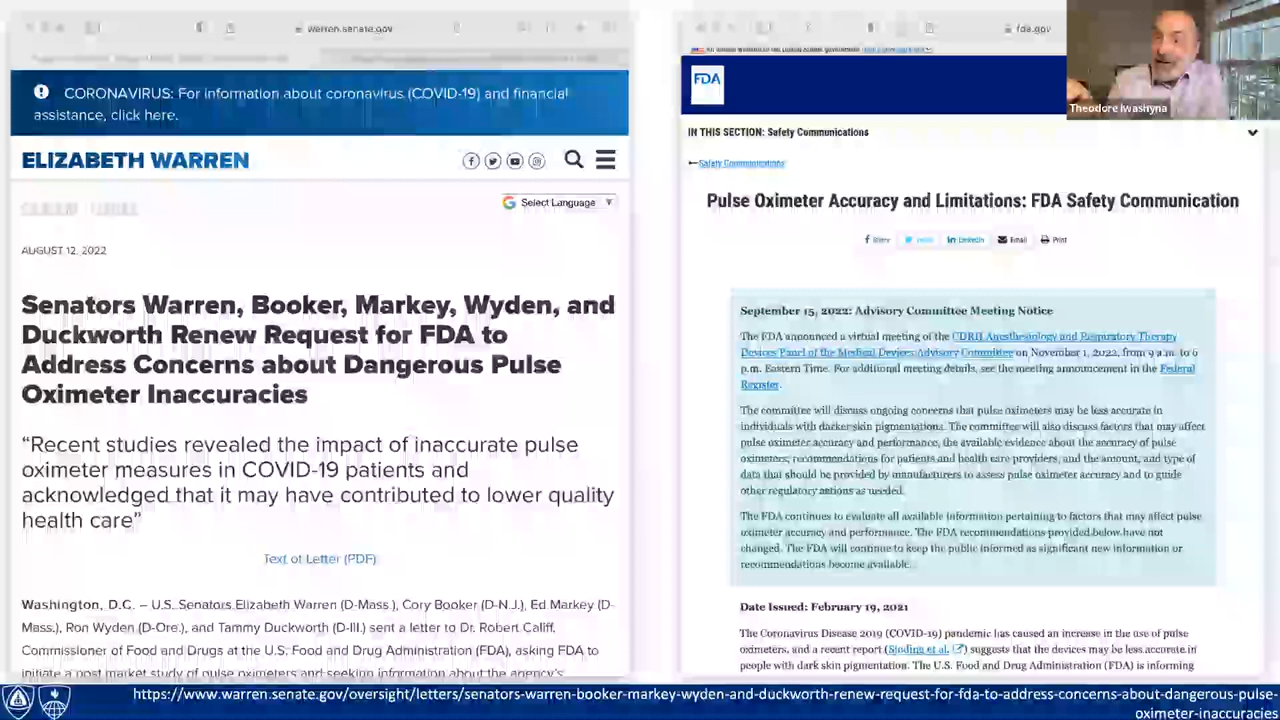 warren.senate.gov
CORONAVIRUS: For information about coronavirus (COVID-19) and financial
assistance, click here.
ELIZABETH WARREN
Select Language
AUGUST 12, 2022
Senators Warren, Booker, Markey, Wyden, and
Duckworth Renew Request for FDA to
Address Concerns about Dangerous Pulse
Oximeter Inaccuracies
“Recent studies revealed the impact of inaccurate pulse
oximeter measures in COVID-19 patients and
acknowledged that it may have contributed to lower quality
health care”
Text of Letter (PDF)
Washington, D.C. – U.S. Senators Elizabeth Warren (D-Mass.), Cory Booker (D-N.J.), Ed Markey (D-
Mass.), Ron Wyden (D-Ore.), and Tammy Duckworth (D-Ill.) sent a letter to Dr. Robert Califf,
Commissioner of Food and Drugs at the U.S. Food and Drug Administration (FDA), asking FDA to
initiate a post market study of pulse oximeters and seeking information about the agency's
fda.gov
FDA
Theodore Iwashyna
IN THIS SECTION: Safety Communications
Safety Communications
Pulse Oximeter Accuracy and Limitations: FDA Safety Communication
Share Tweet LinkedIn Email Print
September 15, 2022: Advisory Committee Meeting Notice
The FDA announced a virtual meeting of the CDRH Anesthesiology and Respiratory Therapy
Devices Panel of the Medical Devices Advisory Committee on November 1, 2022, from 9 a.m. to 6
p.m. Eastern Time. For additional meeting details, see the meeting announcement in the Federal
Register.
The committee will discuss ongoing concerns that pulse oximeters may be less accurate in
individuals with darker skin pigmentations. The committee will also discuss factors that may affect
pulse oximeter accuracy and performance, the available evidence about the accuracy of pulse
oximeters, recommendations for patients and health care providers, and the amount, and type of
data that should be provided by manufacturers to assess pulse oximeter accuracy and to guide
other regulatory actions as needed.
The FDA continues to evaluate all available information pertaining to factors that may affect pulse
oximeter accuracy and performance. The FDA recommendations provided below have not
changed. The FDA will continue to keep the public informed as significant new information or
recommendations become available.
Date Issued: February 19, 2021
The Coronavirus Disease 2019 (COVID-19) pandemic has caused an increase in the use of pulse
oximeters, and a recent report (Sjoding et al.) suggests that the devices may be less accurate in
people with dark skin pigmentation. The U.S. Food and Drug Administration (FDA) is informing
https://www.warren.senate.gov/oversight/letters/senators-warren-booker-markey-wyden-and-duckworth-renew-request-for-fda-to-address-concerns-about-dangerous-pulse-
oximeter-inaccuracies